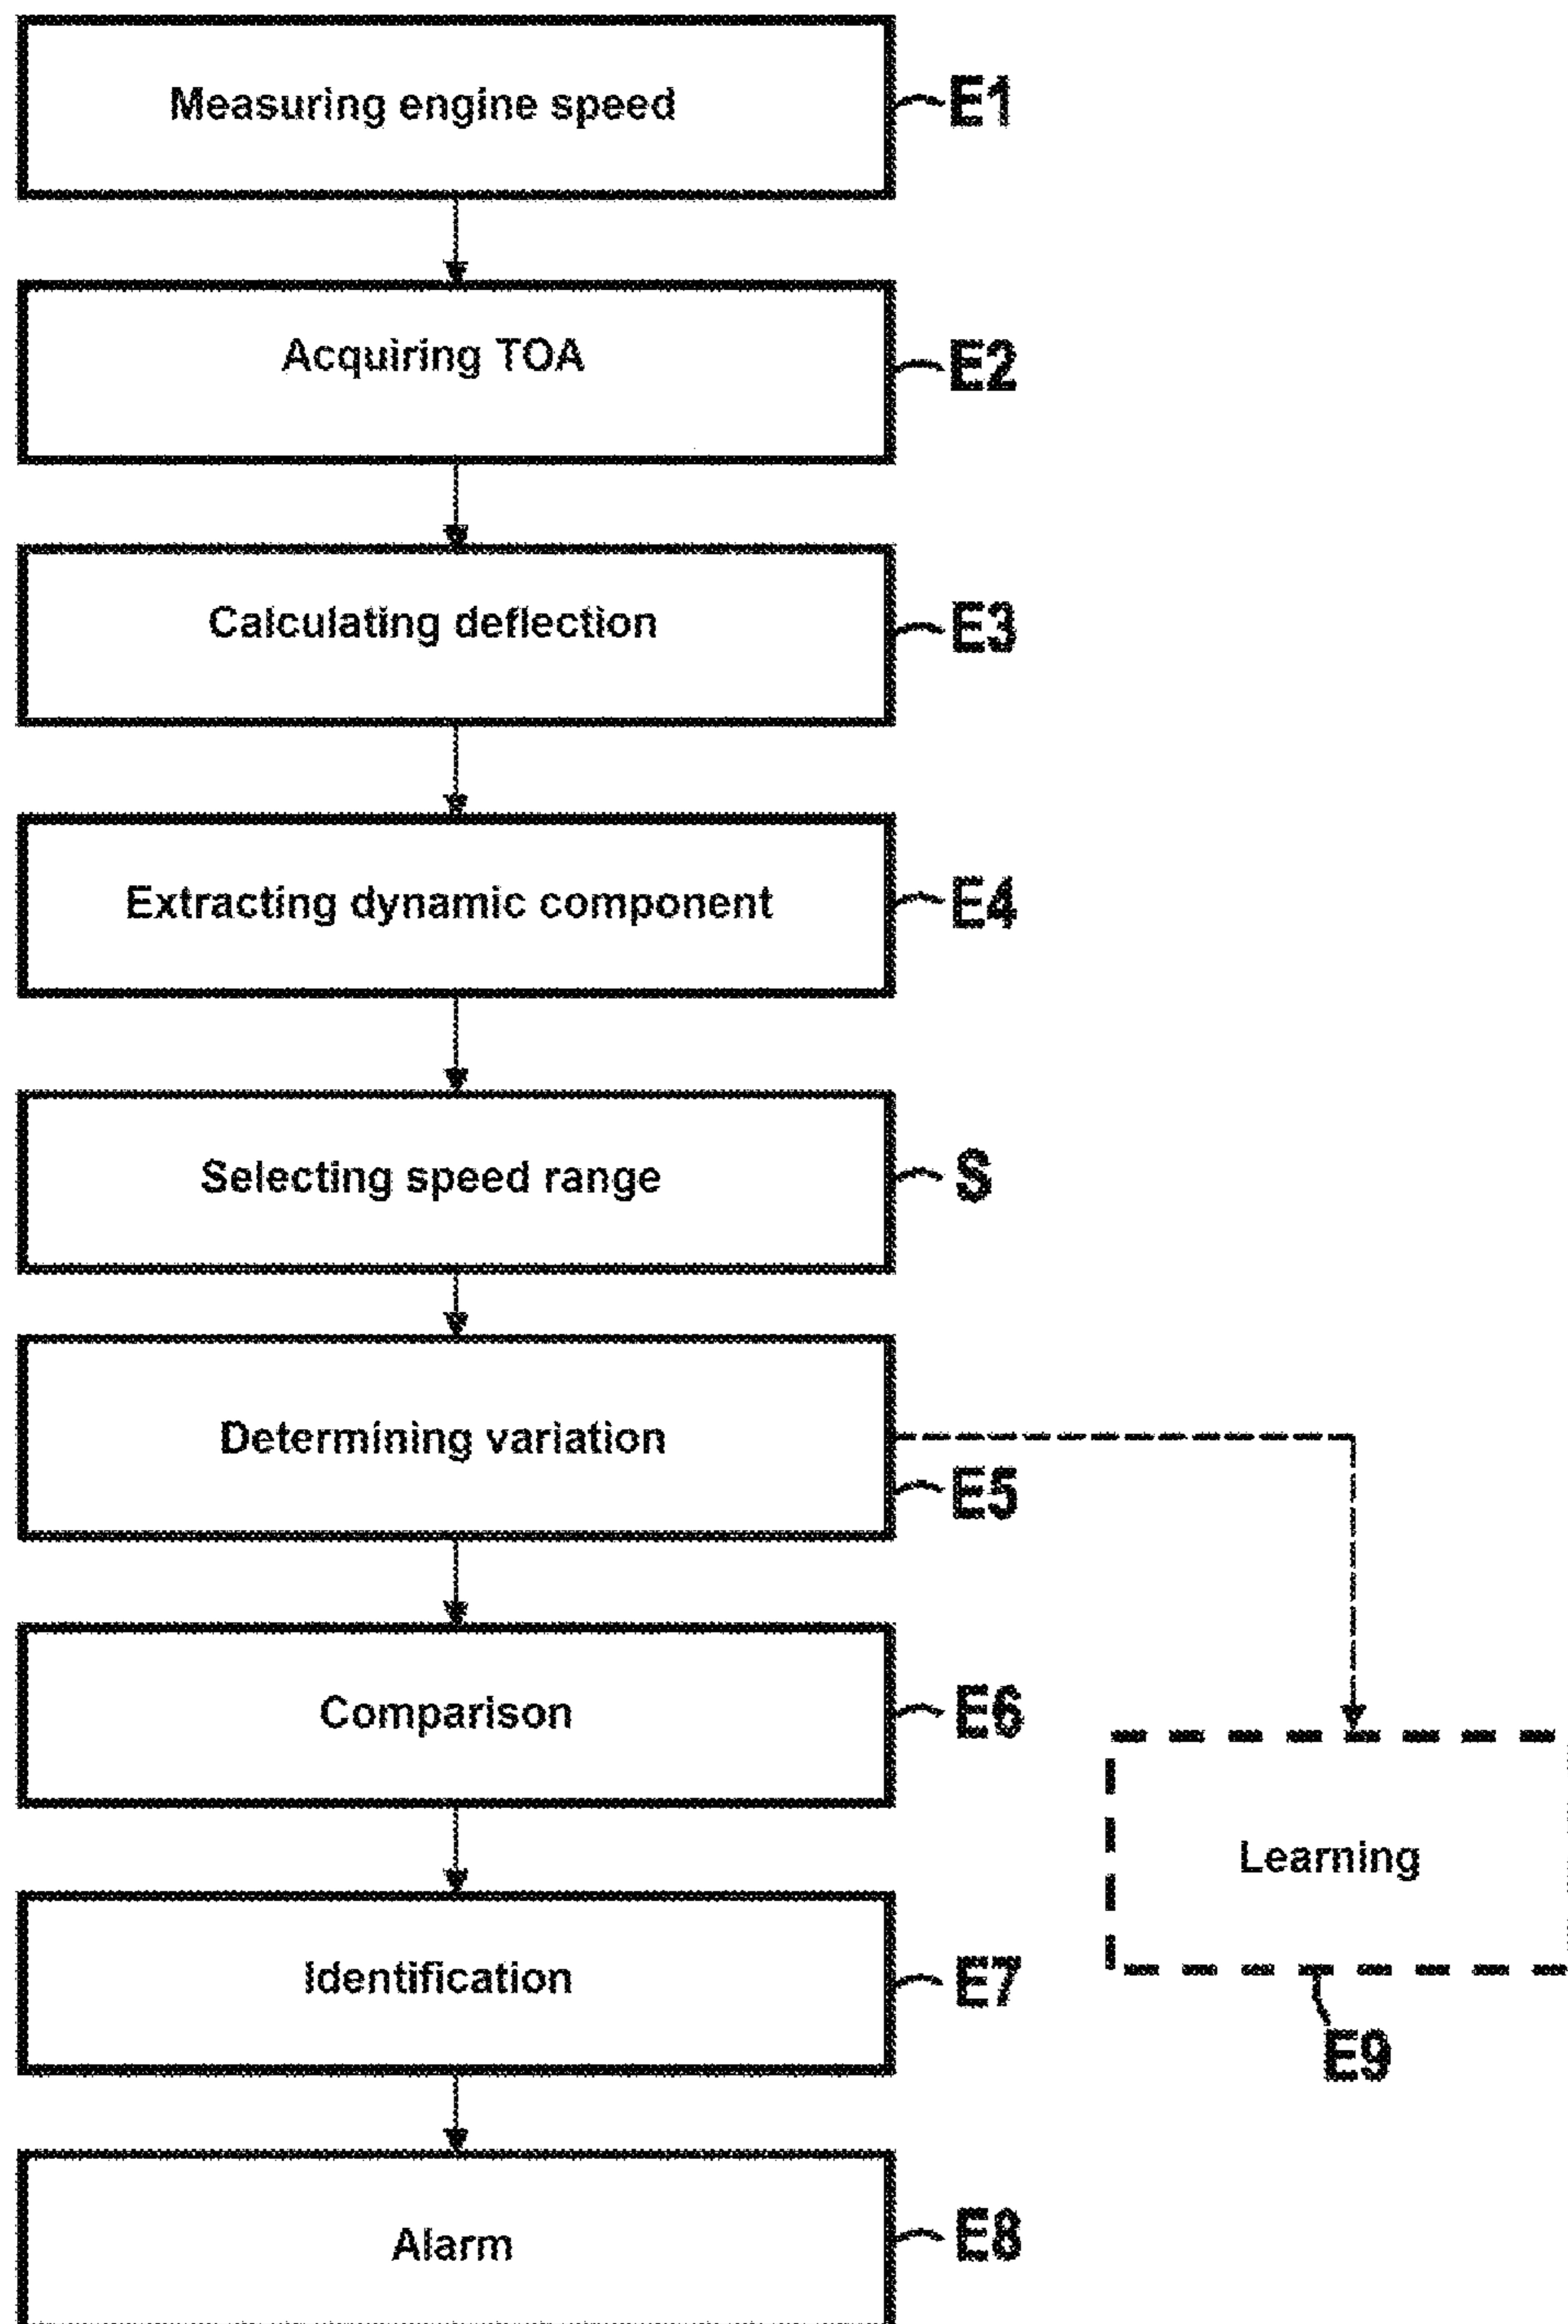 Measuring engine speed
E1
Acquiring TOA
E2
Calculating deflection
E3
Extracting dynamic component
E4
Selecting speed range
S
Determining variation
E5
Comparison
E6
Learning
E9
Identification
E7
Alarm
E8